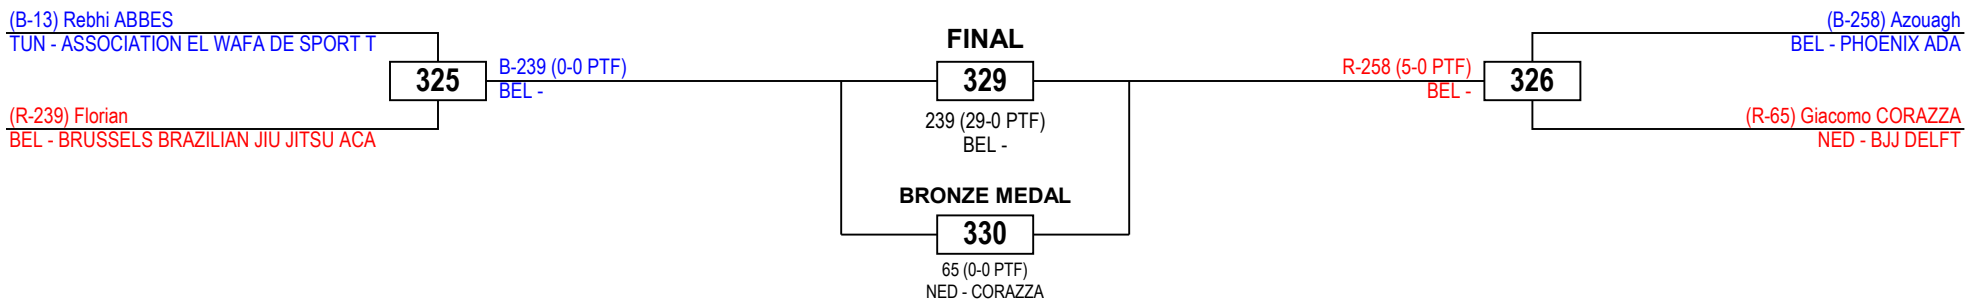 (B-13) Rebhi ABBES
TUN - ASSOCIATION EL WAFA DE SPORT T
325
(R-239) Florian
BEL - BRUSSELS BRAZILIAN JIU JITSU ACA
B-239 (0-0 PTF)
BEL -
FINAL
329
239 (29-0 PTF)
BEL -
BRONZE MEDAL
330
65 (0-0 PTF)
NED - CORAZZA
R-258 (5-0 PTF)
BEL -
(B-258) Azouagh
BEL - PHOENIX ADA
326
(R-65) Giacomo CORAZZA
NED - BJJ DELFT